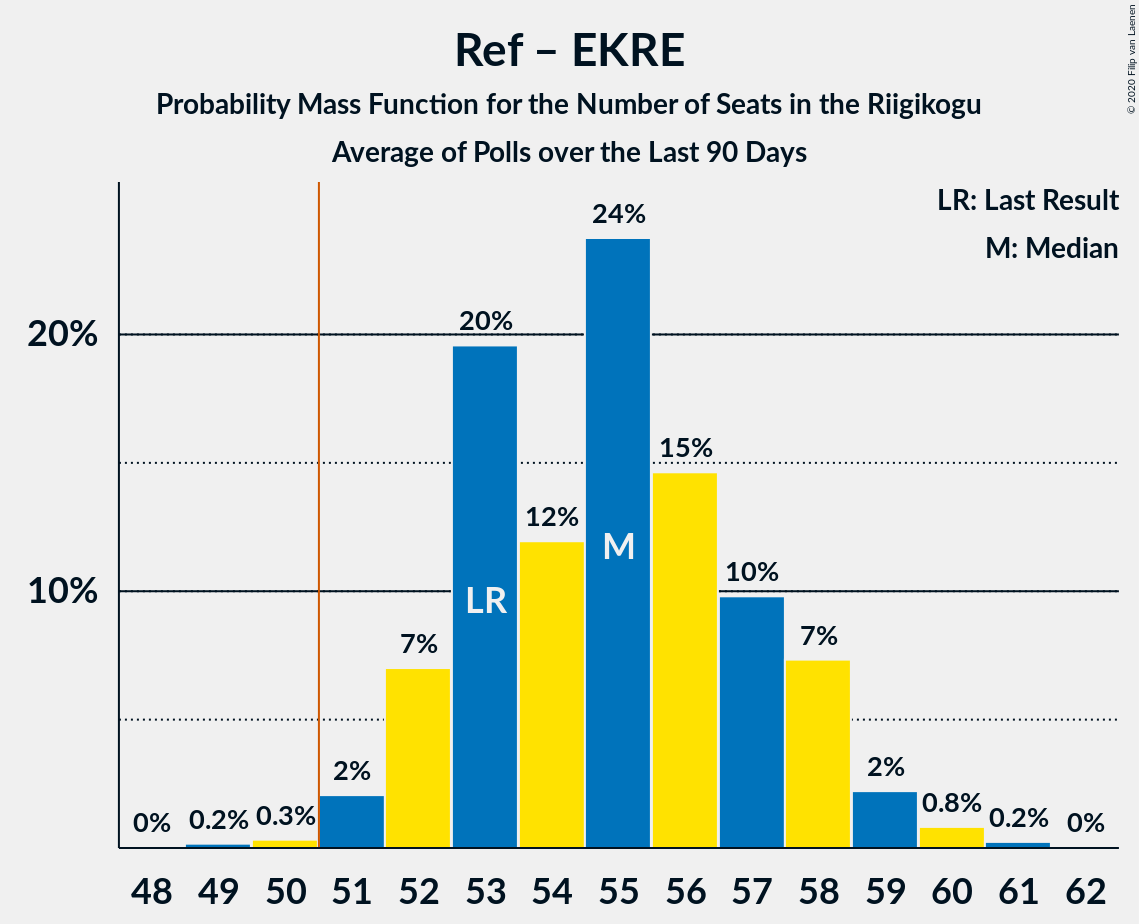 Ref – EKRE
Probability Mass Function for the Number of Seats in the Riigikogu
Average of Polls over the Last 90 Days
© 2020 Filip van Laenen
LR: Last Result
M: Median
24%
20%
20%
15%
12%
10%
10%
7%
7%
2%
2%
0%
0.2%
0.3%
0.8%
0.2%
0%
LR
M
48 49 50 51 52 53 54 55 56 57 58 59 60 61 62